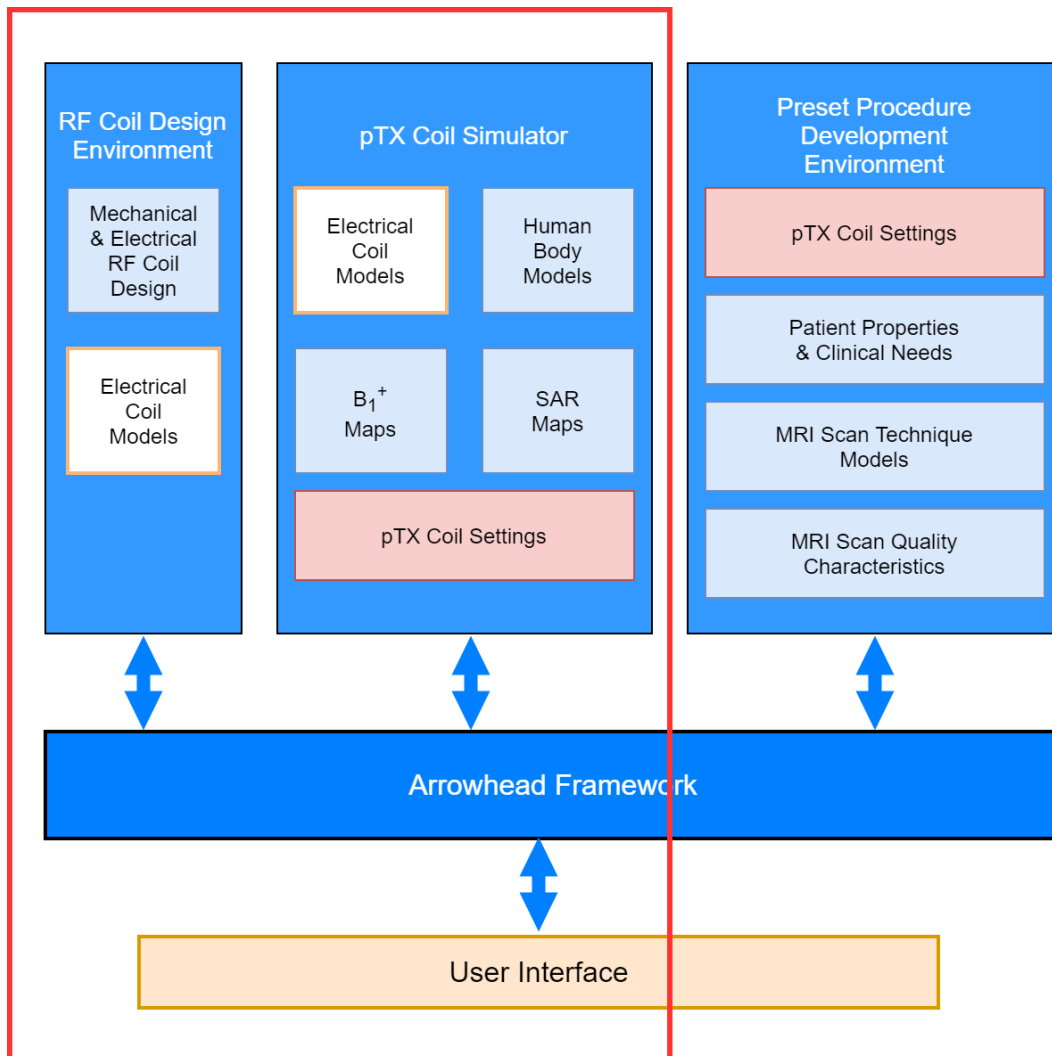 RF Coil Design
Environment
Mechanical
& Electrical
RF Coil
Design
Electrical
Coil
Models
pTX Coil Simulator
Electrical
Coil
Models
Human
Body
Models
B₁⁺
Maps
SAR
Maps
pTX Coil Settings
Preset Procedure
Development
Environment
pTX Coil Settings
Patient Properties
& Clinical Needs
MRI Scan Technique
Models
MRI Scan Quality
Characteristics
Arrowhead Framework
User Interface